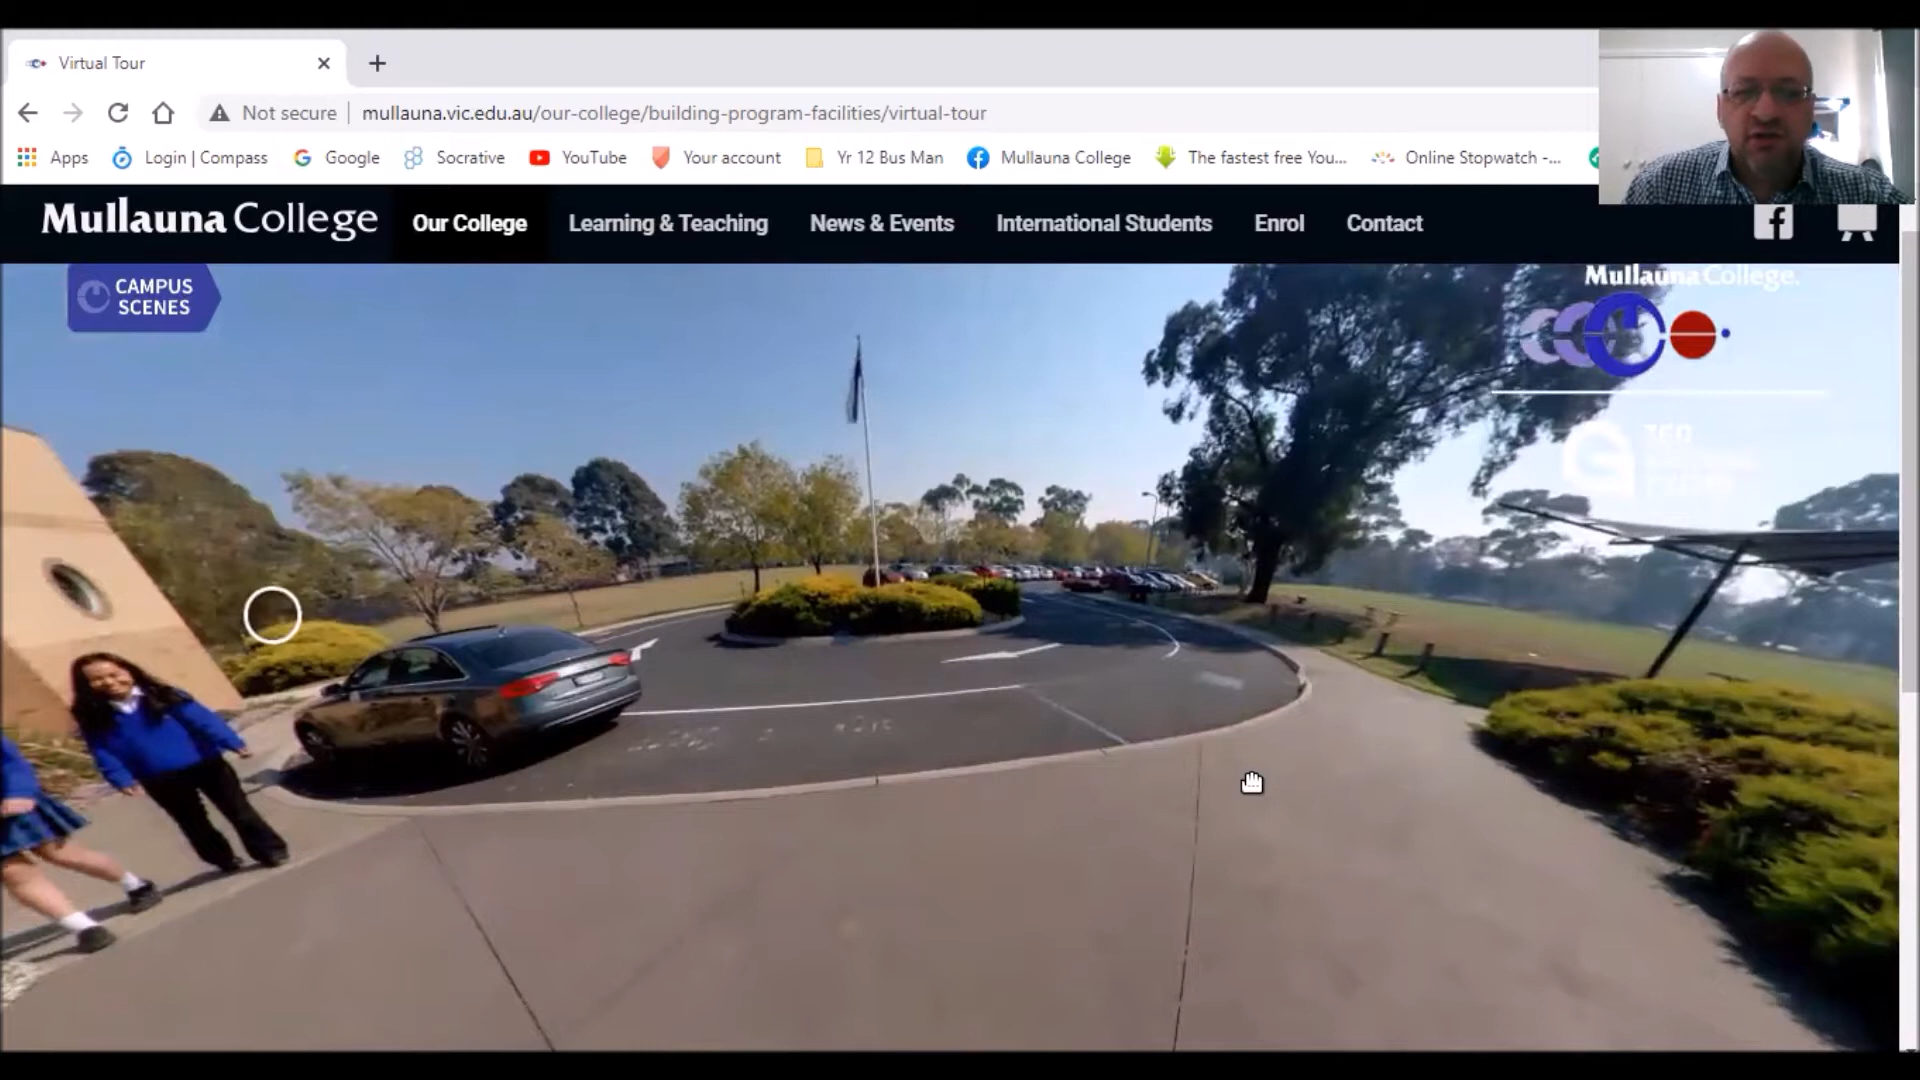 Virtual Tour
Not secure | mullauna.vic.edu.au/our-college/building-program-facilities/virtual-tour
Apps Login | Compass Google Socrative YouTube Your account Yr 12 Bus Man Mullauna College The fastest free You... Online Stopwatch -...
Mullauna College Our College Learning & Teaching News & Events International Students Enrol Contact
CAMPUS
SCENES
Mullauna College.